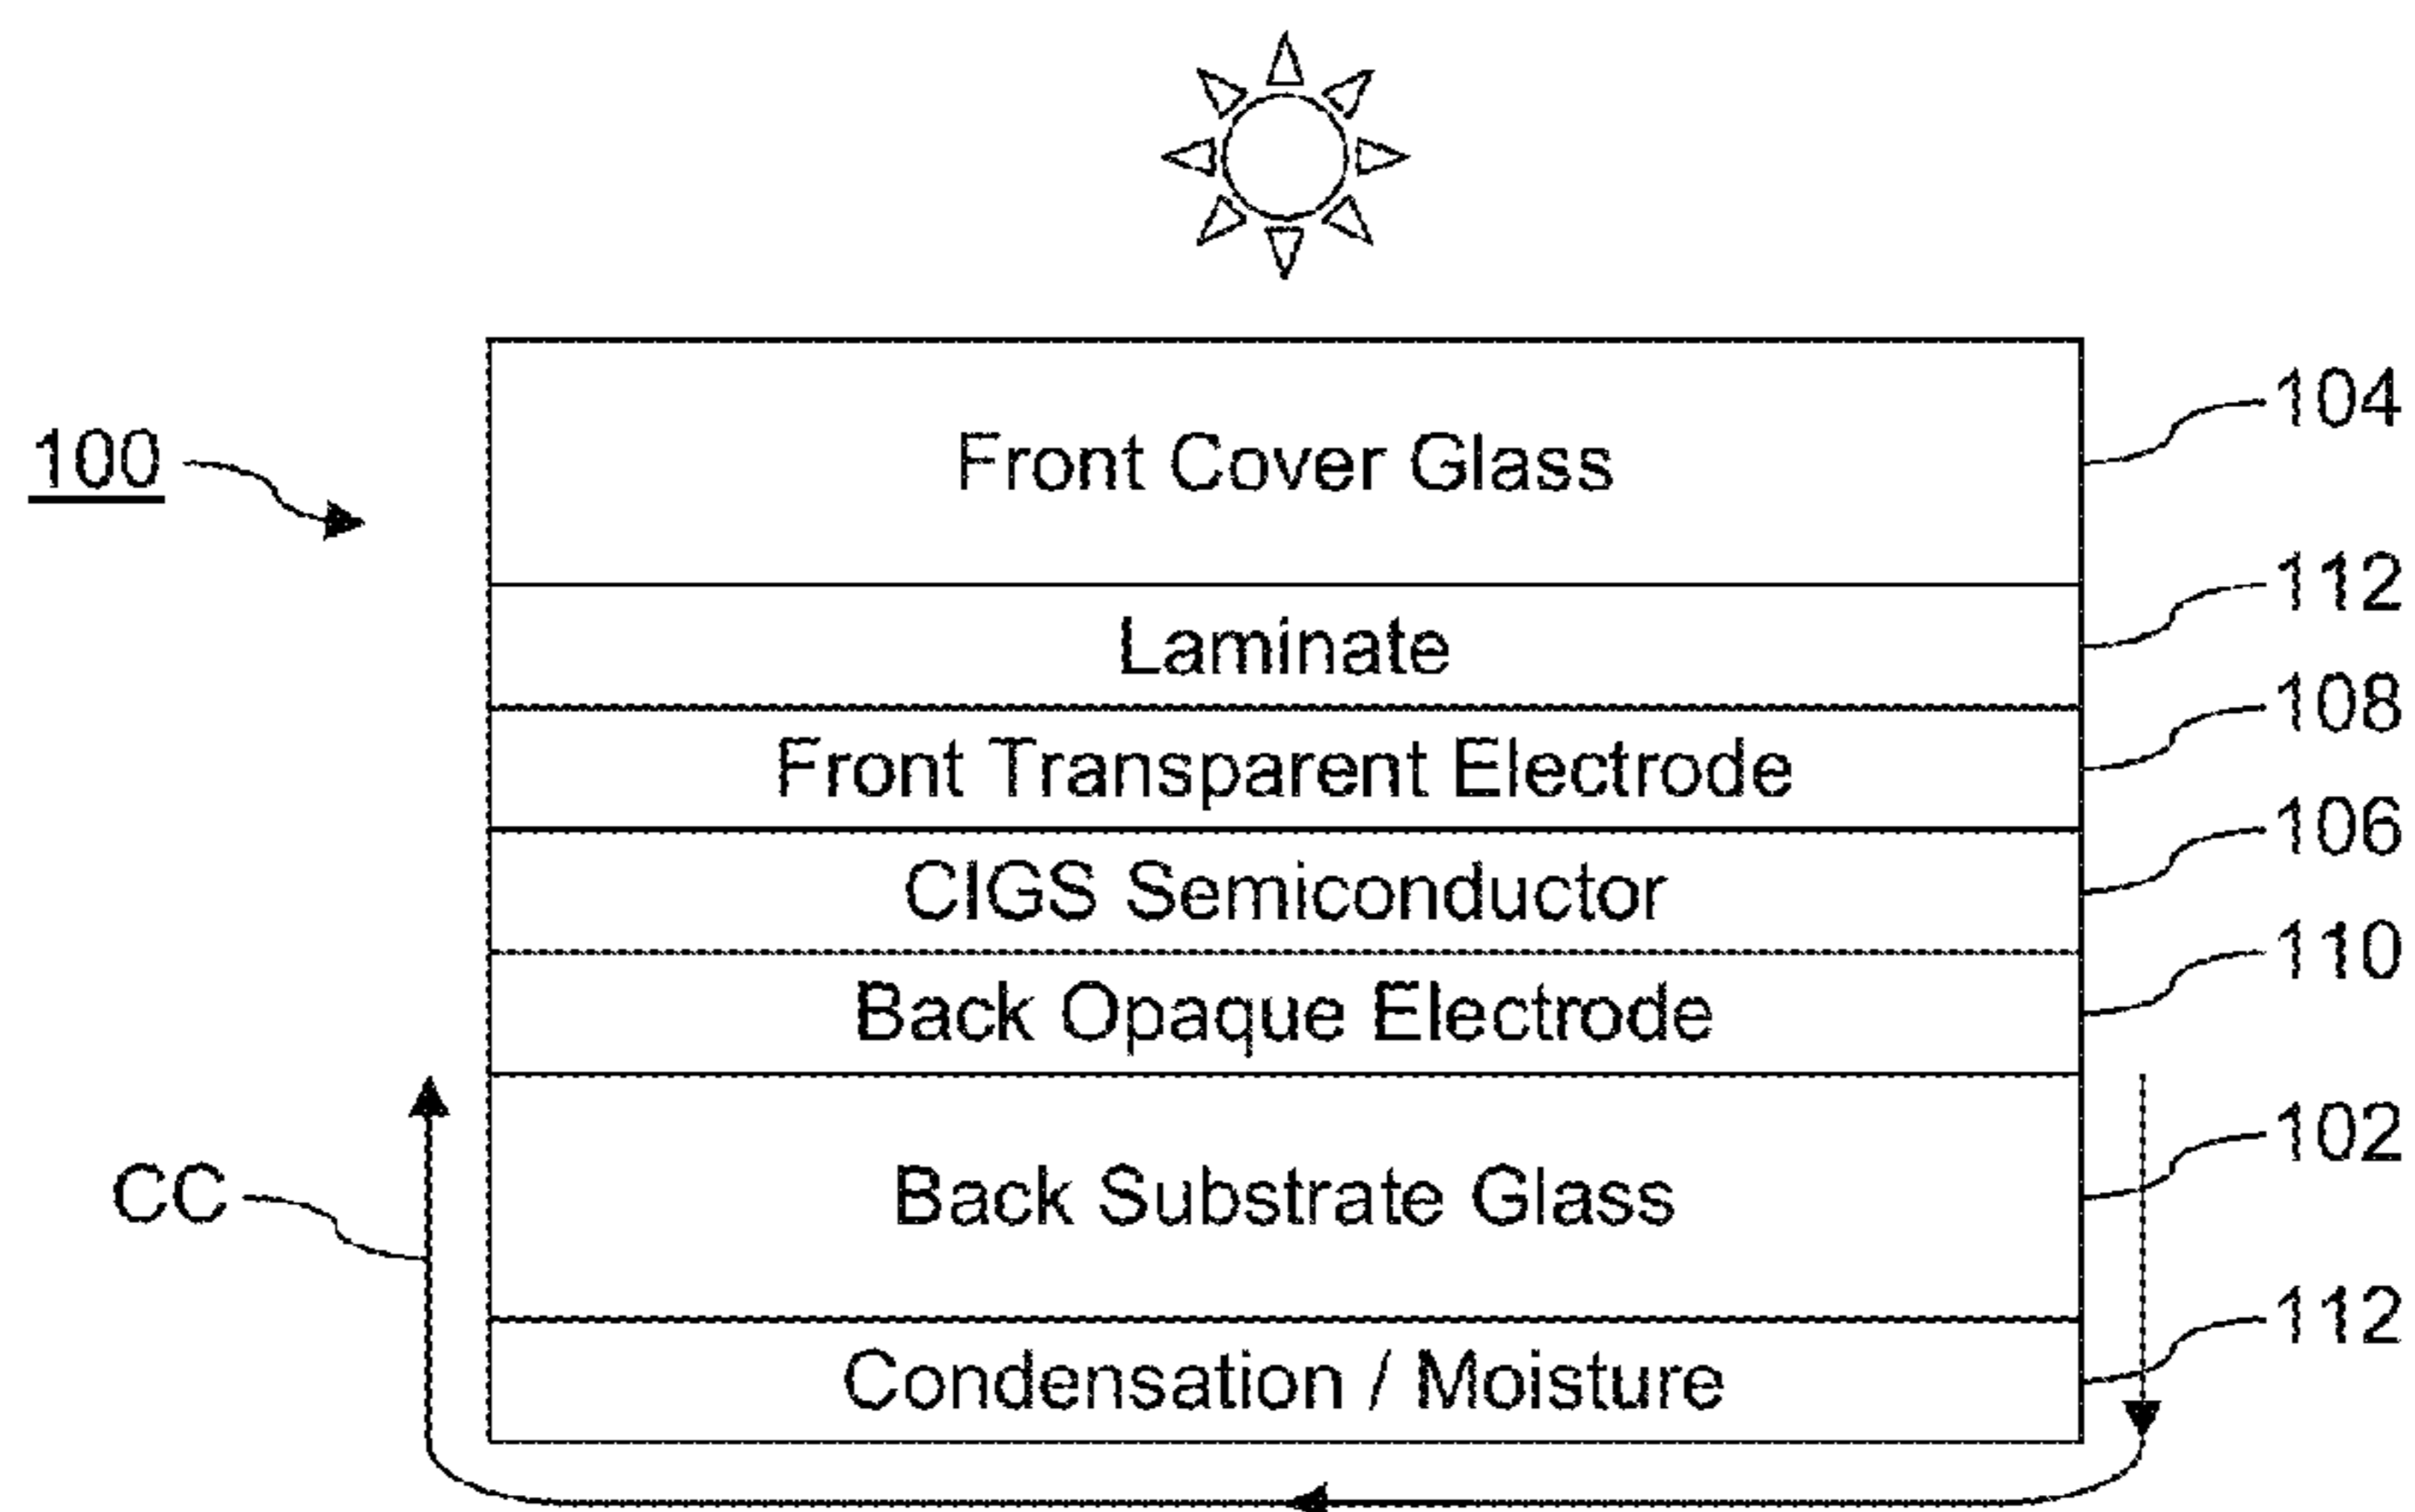 104
100
Front Cover Glass
112
Laminate
108
Front Transparent Electrode
106
CIGS Semiconductor
110
Back Opaque Electrode
102
CC
Back Substrate Glass
112
Condensation / Moisture